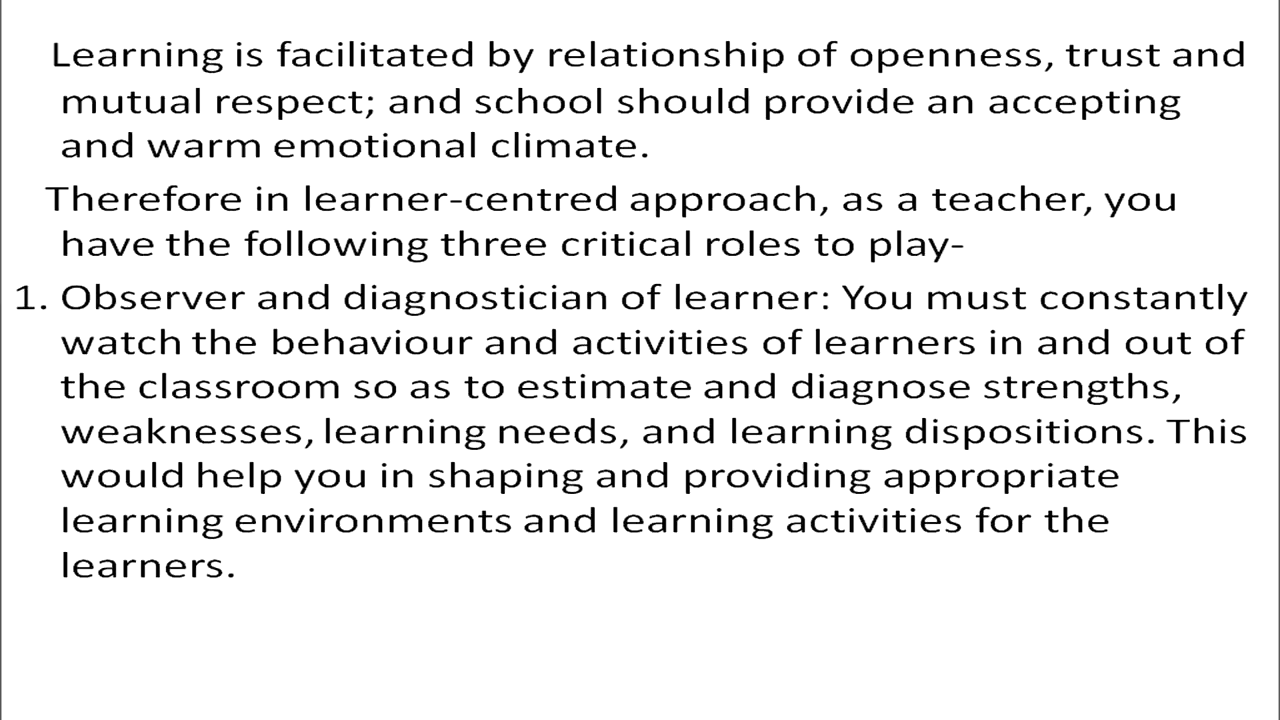 Learning is facilitated by relationship of openness, trust and
mutual respect; and school should provide an accepting
and warm emotional climate.
Therefore in learner-centred approach, as a teacher, you
have the following three critical roles to play-
1. Observer and diagnostician of learner: You must constantly
watch the behaviour and activities of learners in and out of
the classroom so as to estimate and diagnose strengths,
weaknesses, learning needs, and learning dispositions. This
would help you in shaping and providing appropriate
learning environments and learning activities for the
learners.